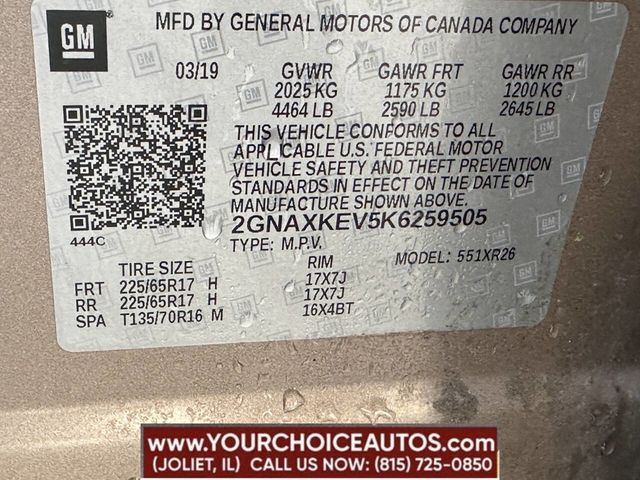 GM
MFD BY GENERAL MOTORS OF CANADA COMPANY
03/19 GVWR GAWR FRT GAWR RR
2025 KG 1175 KG 1200 KG
4464 LB 2590 LB 2645 LB
THIS VEHICLE CONFORMS TO ALL
APPLICABLE U.S. FEDERAL MOTOR
VEHICLE SAFETY AND THEFT PREVENTION
STANDARDS IN EFFECT ON THE DATE OF
MANUFACTURE SHOWN ABOVE.
2GNAXKEV5K6259505
444C TYPE: M.P.V. MODEL: 551XR26
TIRE SIZE RIM
FRT 225/65R17 H 17X7J
RR 225/65R17 H 17X7J
SPA T135/70R16 M 16X4BT
WWW.YOURCHOICEAUTOS.COM
(JOLIET, IL) CALL US NOW: (815) 725-0850